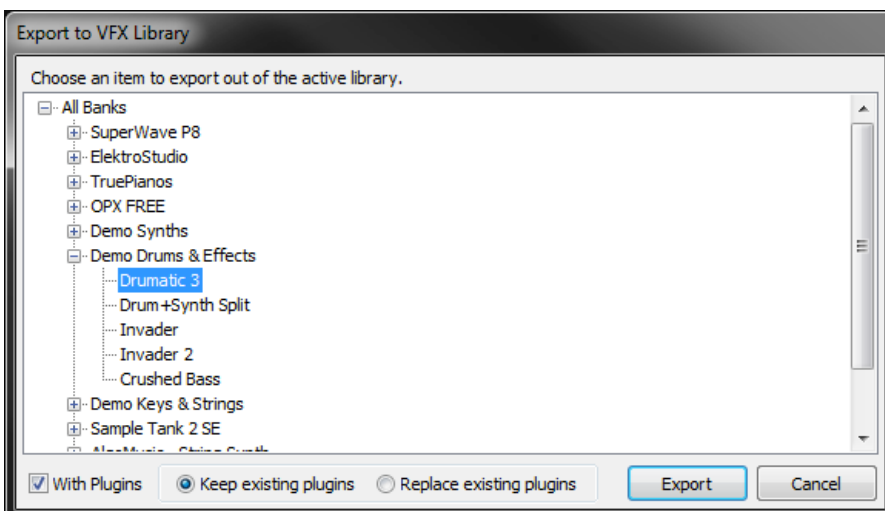 Export to VFX Library
Choose an item to export out of the active library.
All Banks
SuperWave P8
ElektroStudio
TruePianos
OPX FREE
Demo Synths
Demo Drums & Effects
Drumatic 3
Drum+Synth Split
Invader
Invader 2
Crushed Bass
Demo Keys & Strings
Sample Tank 2 SE
With Plugins Keep existing plugins Replace existing plugins Export Cancel